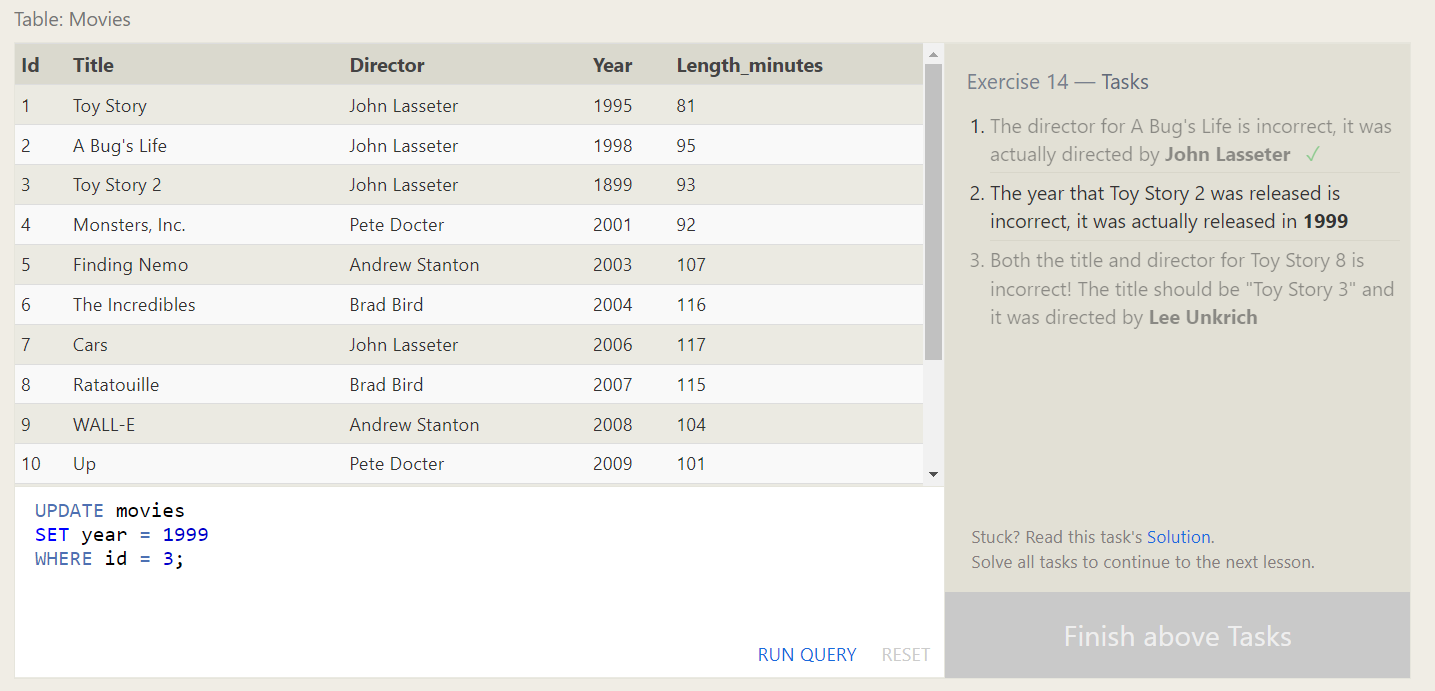 Table: Movies
Id Title Director Year Length_minutes
1 Toy Story John Lasseter 1995 81
2 A Bug's Life John Lasseter 1998 95
3 Toy Story 2 John Lasseter 1899 93
4 Monsters, Inc. Pete Docter 2001 92
5 Finding Nemo Andrew Stanton 2003 107
6 The Incredibles Brad Bird 2004 116
7 Cars John Lasseter 2006 117
8 Ratatouille Brad Bird 2007 115
9 WALL-E Andrew Stanton 2008 104
10 Up Pete Docter 2009 101
UPDATE movies
SET year = 1999
WHERE id = 3;
RUN QUERY RESET
Exercise 14 — Tasks
1. The director for A Bug's Life is incorrect, it was
actually directed by John Lasseter ✓
2. The year that Toy Story 2 was released is
incorrect, it was actually released in 1999
3. Both the title and director for Toy Story 8 is
incorrect! The title should be "Toy Story 3" and
it was directed by Lee Unkrich
Stuck? Read this task's Solution.
Solve all tasks to continue to the next lesson.
Finish above Tasks